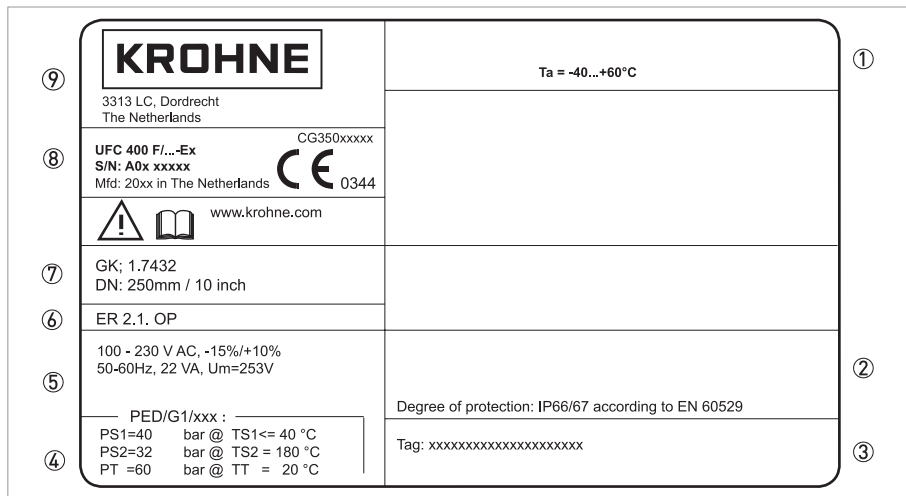 KROHNE
3313 LC, Dordrecht
The Netherlands
CG350xxxxx
UFC 400 F/...-Ex
S/N: A0x xxxxx
Mfd: 20xx in The Netherlands
CE 0344
www.krohne.com
GK; 1.7432
DN: 250mm / 10 inch
ER 2.1. OP
100 - 230 V AC, -15%/+10%
50-60Hz, 22 VA, Um=253V
PED/G1/xxx :
PS1=40 bar @ TS1<= 40 °C
PS2=32 bar @ TS2 = 180 °C
PT =60 bar @ TT = 20 °C
Ta = -40...+60°C
Degree of protection: IP66/67 according to EN 60529
Tag: xxxxxxxxxxxxxxxxxxxxx
①
②
③
④
⑤
⑥
⑦
⑧
⑨